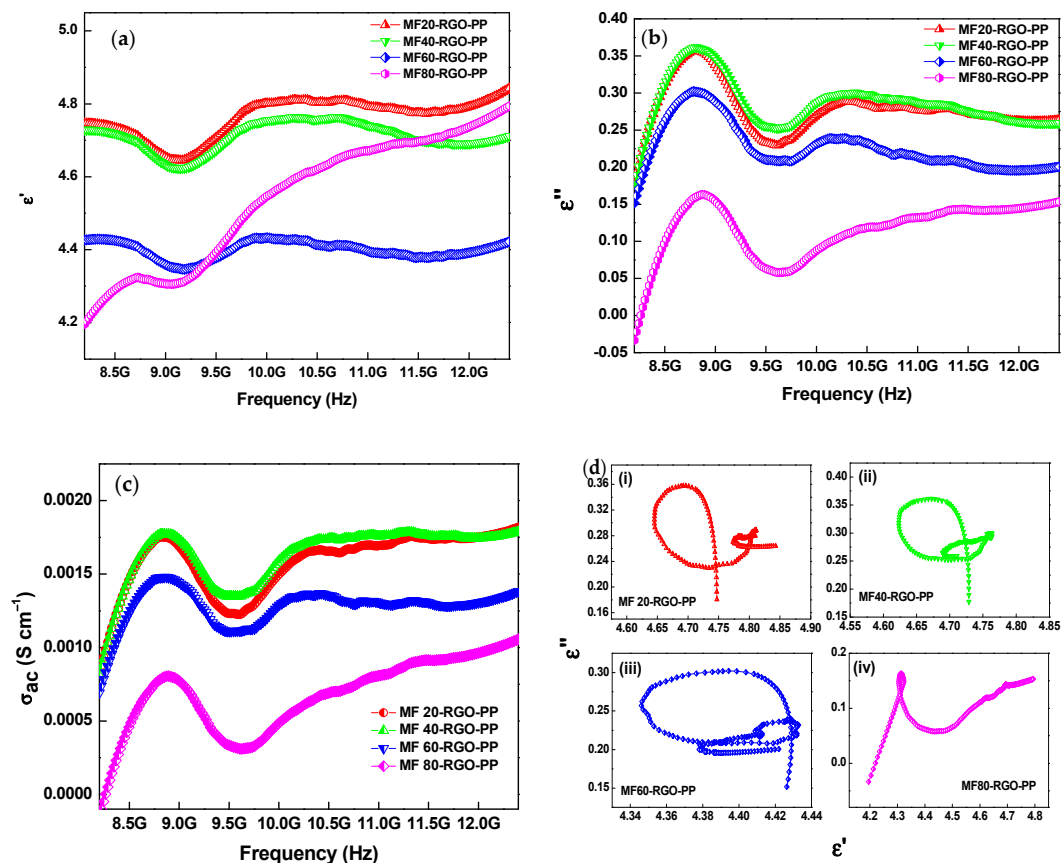 (a)
MF20-RGO-PP
MF40-RGO-PP
MF60-RGO-PP
MF80-RGO-PP
5.0
4.8
4.6
4.4
4.2
ε'
8.5G 9.0G 9.5G 10.0G 10.5G 11.0G 11.5G 12.0G
Frequency (Hz)
(b)
MF20-RGO-PP
MF40-RGO-PP
MF60-RGO-PP
MF80-RGO-PP
0.40
0.35
0.30
0.25
0.20
0.15
0.10
0.05
0.00
-0.05
ε"
8.5G 9.0G 9.5G 10.0G 10.5G 11.0G 11.5G 12.0G
Frequency (Hz)
(c)
0.0020
0.0015
0.0010
0.0005
0.0000
σac (S cm⁻¹)
MF 20-RGO-PP
MF 40-RGO-PP
MF 60-RGO-PP
MF 80-RGO-PP
8.5G 9.0G 9.5G 10.0G 10.5G 11.0G 11.5G 12.0G
Frequency (Hz)
(d)
(i)
0.36
0.32
0.28
0.24
0.20
0.16
MF 20-RGO-PP
4.60 4.65 4.70 4.75 4.80 4.85 4.90
(ii)
0.45
0.40
0.35
0.30
0.25
0.20
0.15
MF40-RGO-PP
4.55 4.60 4.65 4.70 4.75 4.80 4.85
ε"
(iii)
0.30
0.25
0.20
0.15
MF60-RGO-PP
4.34 4.36 4.38 4.40 4.42 4.44
(iv)
0.2
0.1
0.0
MF80-RGO-PP
4.2 4.3 4.4 4.5 4.6 4.7 4.8
ε'